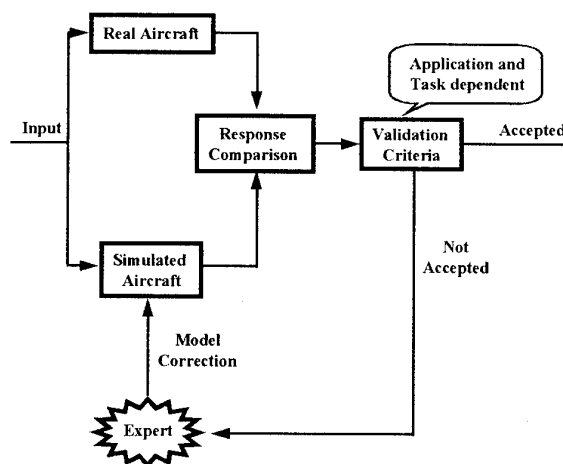 Real Aircraft
Application and
Task dependent
Input
Response
Comparison
Validation
Criteria
Accepted
Simulated
Aircraft
Not
Accepted
Model
Correction
Expert